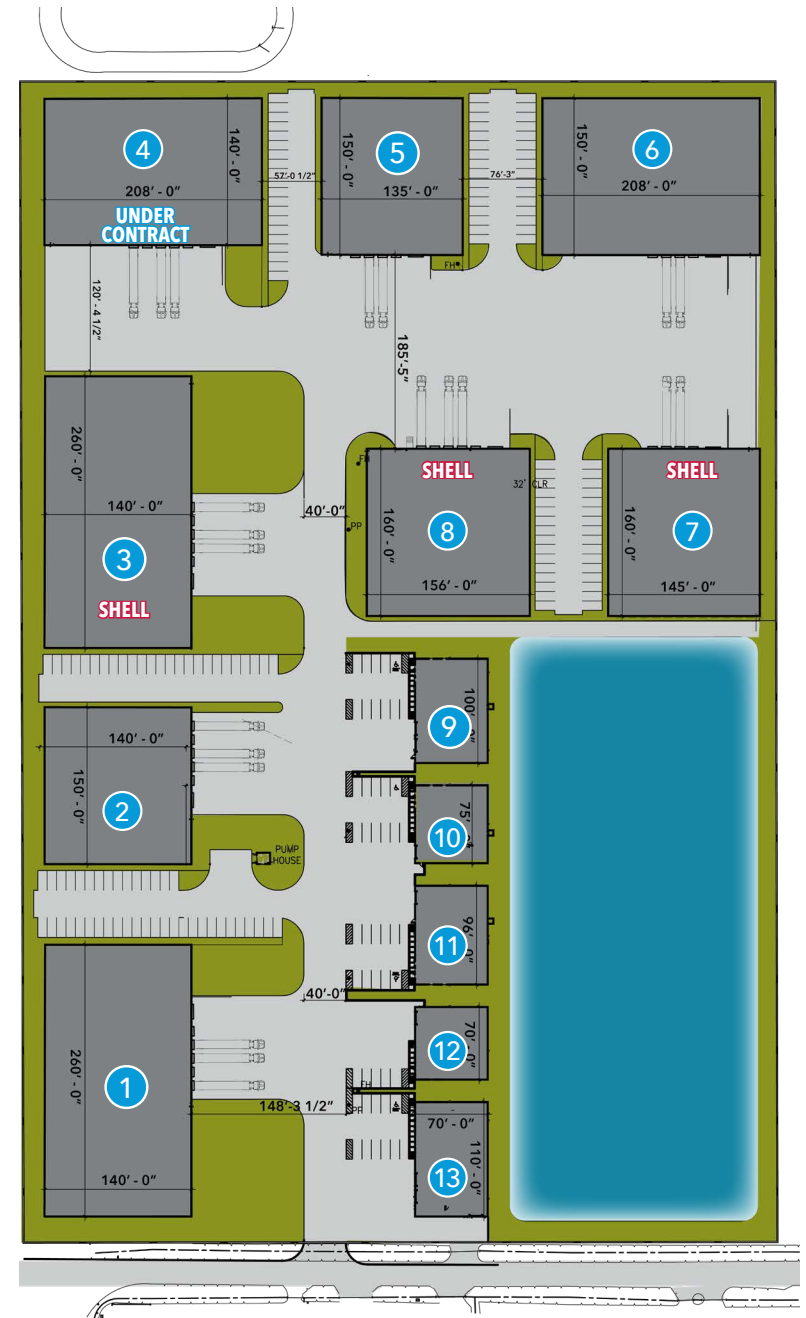 4
140' - 0"
208' - 0"
UNDER
CONTRACT
57'-0 1/2"
5
150' - 0"
135' - 0"
76'-3"
6
150' - 0"
208' - 0"
120' - 4 1/2"
FH
185'-5"
260' - 0"
140' - 0"
3
SHELL
40'-0"
FH
PP
SHELL
8
160' - 0"
156' - 0"
32' CLR
SHELL
7
160' - 0"
145' - 0"
140' - 0"
150' - 0"
2
PUMP
HOUSE
100'
9
75'
10
96'
0"
11
40'-0"
70'
0"
12
260' - 0"
1
140' - 0"
148'-3 1/2"
FH
70' - 0"
110' - 0"
13